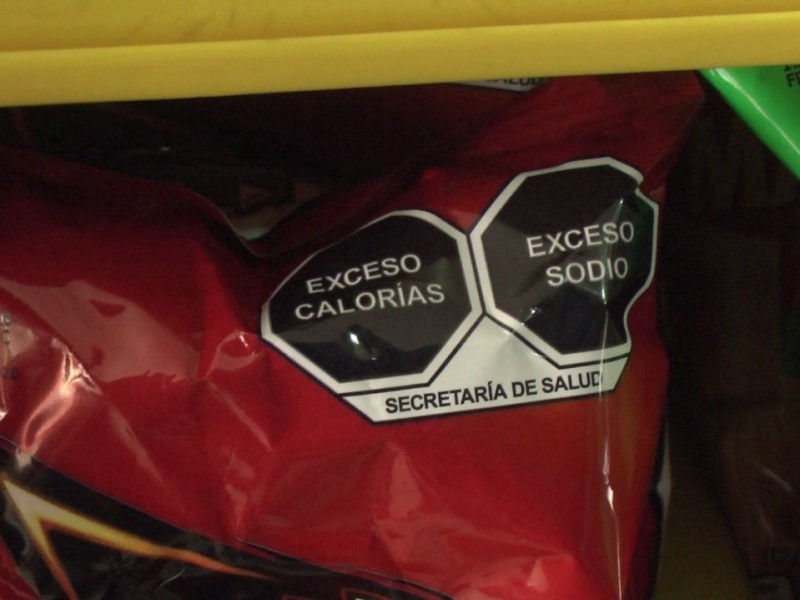 EXCESO
CALORÍAS
EXCESO
SODIO
SECRETARÍA DE SALUD